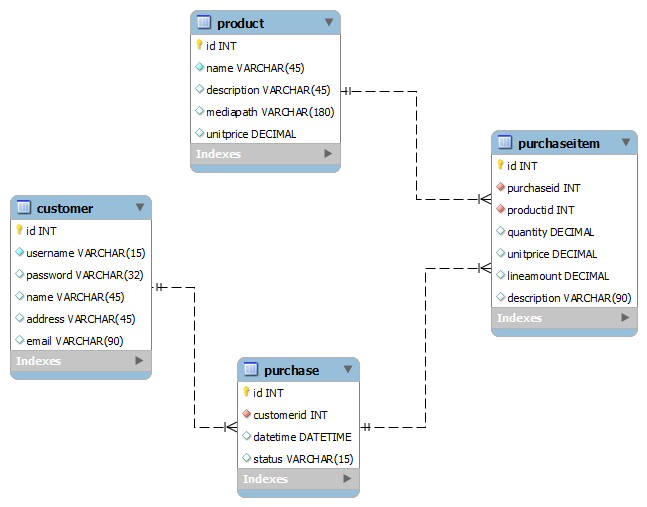 product
id INT
name VARCHAR(45)
description VARCHAR(45)
mediapath VARCHAR(180)
unitprice DECIMAL
Indexes
purchaseitem
id INT
purchaseid INT
productid INT
quantity DECIMAL
unitprice DECIMAL
lineamount DECIMAL
description VARCHAR(90)
Indexes
customer
id INT
username VARCHAR(15)
password VARCHAR(32)
name VARCHAR(45)
address VARCHAR(45)
email VARCHAR(90)
Indexes
purchase
id INT
customerid INT
datetime DATETIME
status VARCHAR(15)
Indexes